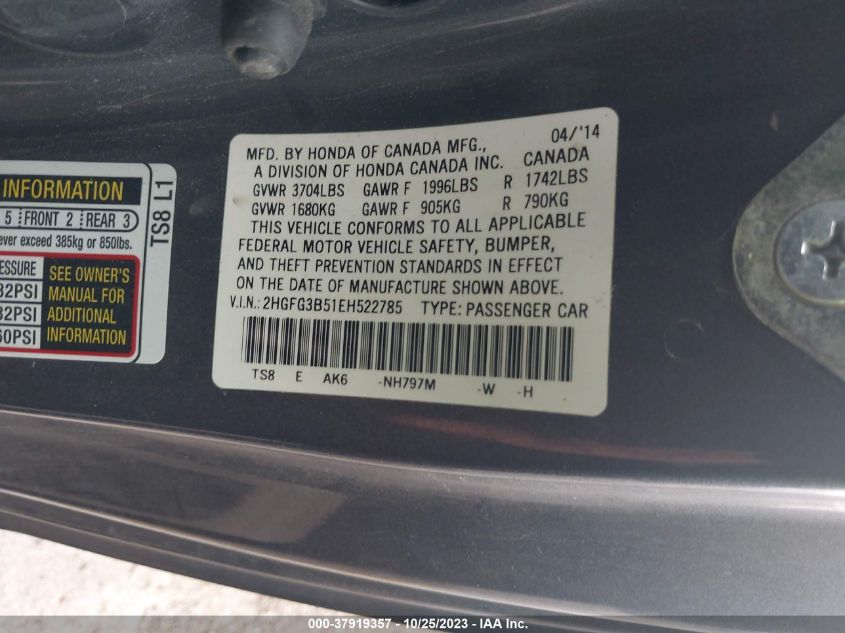 INFORMATION
5 FRONT 2 REAR 3
ever exceed 385kg or 850lbs.
ESSURE
32PSI
32PSI
60PSI
SEE OWNER'S
MANUAL FOR
ADDITIONAL
INFORMATION
TS8 L1
04/'14
MFD. BY HONDA OF CANADA MFG.,
A DIVISION OF HONDA CANADA INC. CANADA
GVWR 3704LBS GAWR F 1996LBS R 1742LBS
GVWR 1680KG GAWR F 905KG R 790KG
THIS VEHICLE CONFORMS TO ALL APPLICABLE
FEDERAL MOTOR VEHICLE SAFETY, BUMPER,
AND THEFT PREVENTION STANDARDS IN EFFECT
ON THE DATE OF MANUFACTURE SHOWN ABOVE.
V.I.N.: 2HGFG3B51EH522785 TYPE: PASSENGER CAR
TS8 E AK6 -NH797M -W -H
000-37919357 - 10/25/2023 - IAA Inc.